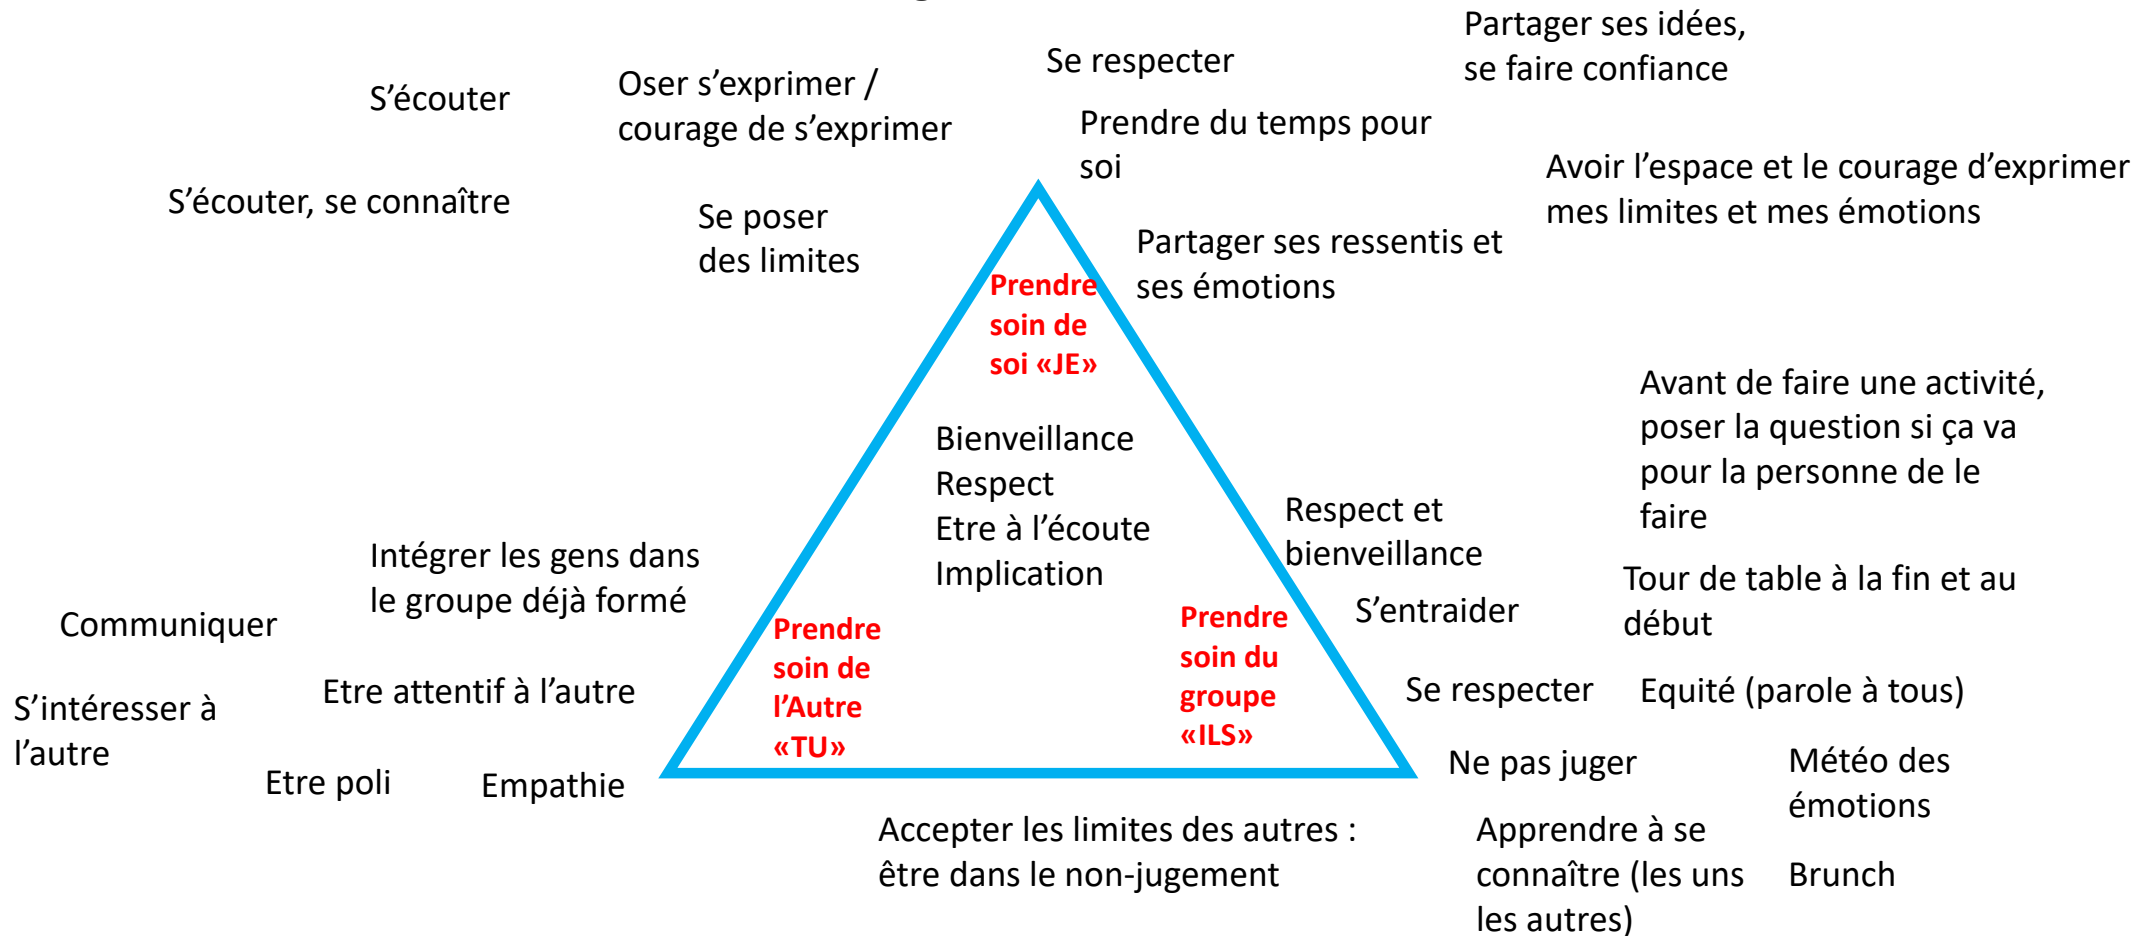 Partager ses idées,
se faire confiance
Se respecter
S’écouter
Oser s’exprimer /
courage de s’exprimer
Prendre du temps pour
soi
Avoir l’espace et le courage d’exprimer
mes limites et mes émotions
S’écouter, se connaître
Se poser
des limites
Partager ses ressentis et
ses émotions
Prendre
soin de
soi «JE»
Avant de faire une activité,
poser la question si ça va
pour la personne de le
faire
Bienveillance
Respect
Etre à l’écoute
Implication
Respect et
bienveillance
Intégrer les gens dans
le groupe déjà formé
Tour de table à la fin et au
début
Communiquer
S’entraider
Prendre
soin de
l’Autre
«TU»
Prendre
soin du
groupe
«ILS»
Etre attentif à l’autre
S’intéresser à
l’autre
Se respecter
Equité (parole à tous)
Etre poli
Empathie
Ne pas juger
Météo des
émotions
Accepter les limites des autres :
être dans le non-jugement
Apprendre à se
connaître (les uns
les autres)
Brunch